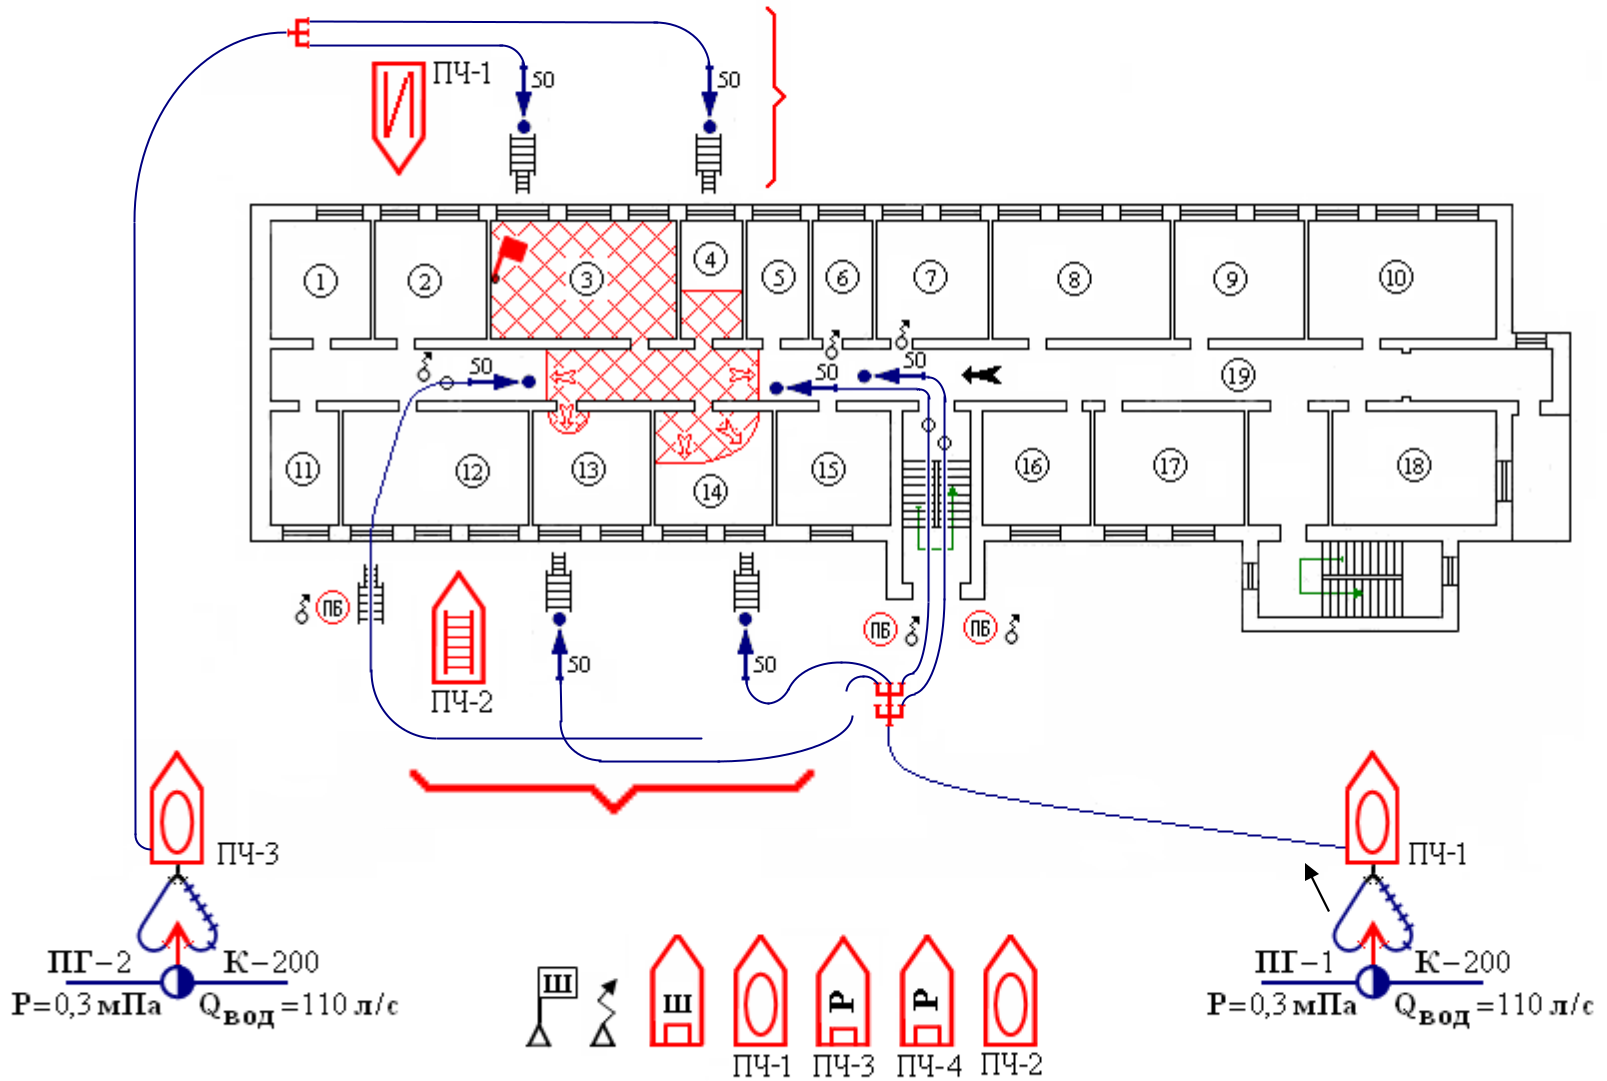 ПЧ-1
50
50
1
2
3
4
5
6
7
8
9
10
50
50
50
19
11
12
13
14
15
16
17
18
ПБ
ПБ
ПБ
50
50
ПЧ-2
ПЧ-3
ПЧ-1
ПГ-2 К-200
Р=0,3 мПа Qвод=110 л/с
ПГ-1 К-200
Р=0,3 мПа Qвод=110 л/с
Ш
Ш
Р
Р
ПЧ-1 ПЧ-3 ПЧ-4 ПЧ-2